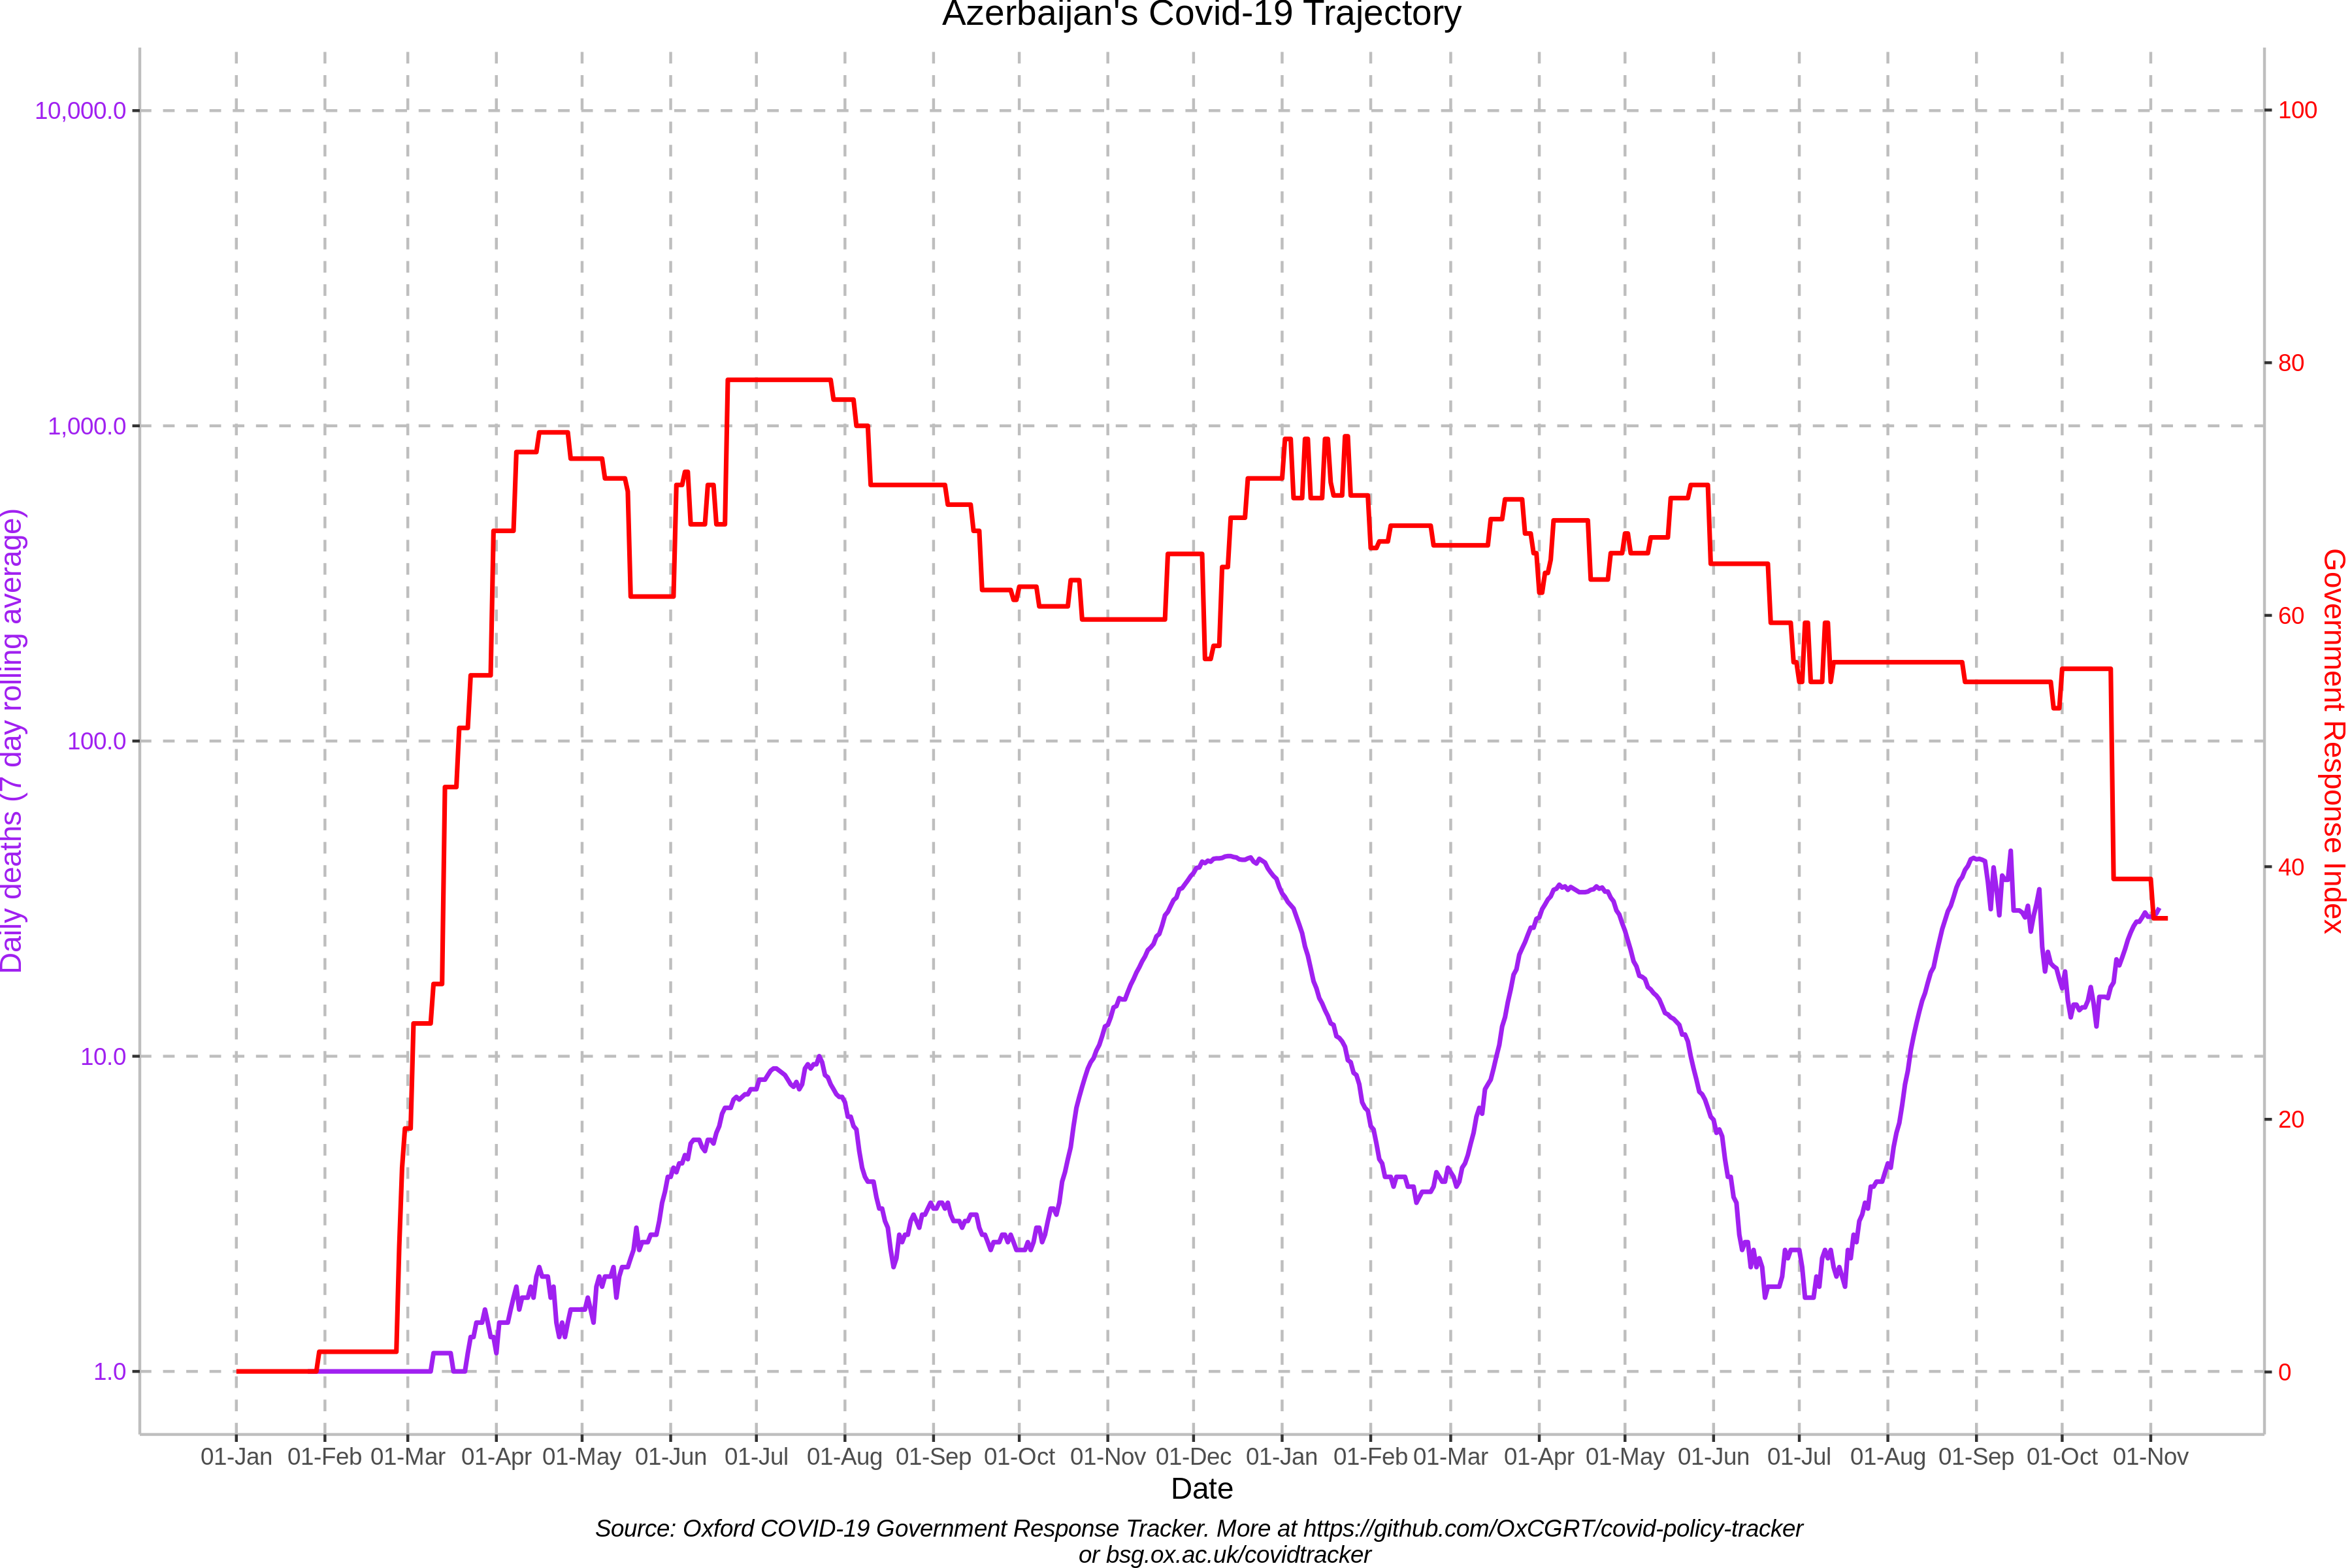 Azerbaijan's Covid-19 Trajectory
10,000.0
1,000.0
100.0
10.0
1.0
Daily deaths (7 day rolling average)
100
80
60
40
20
0
Government Response Index
01-Jan 01-Feb 01-Mar 01-Apr 01-May 01-Jun 01-Jul 01-Aug 01-Sep 01-Oct 01-Nov 01-Dec 01-Jan 01-Feb 01-Mar 01-Apr 01-May 01-Jun 01-Jul 01-Aug 01-Sep 01-Oct 01-Nov
Date
Source: Oxford COVID-19 Government Response Tracker. More at https://github.com/OxCGRT/covid-policy-tracker
or bsg.ox.ac.uk/covidtracker